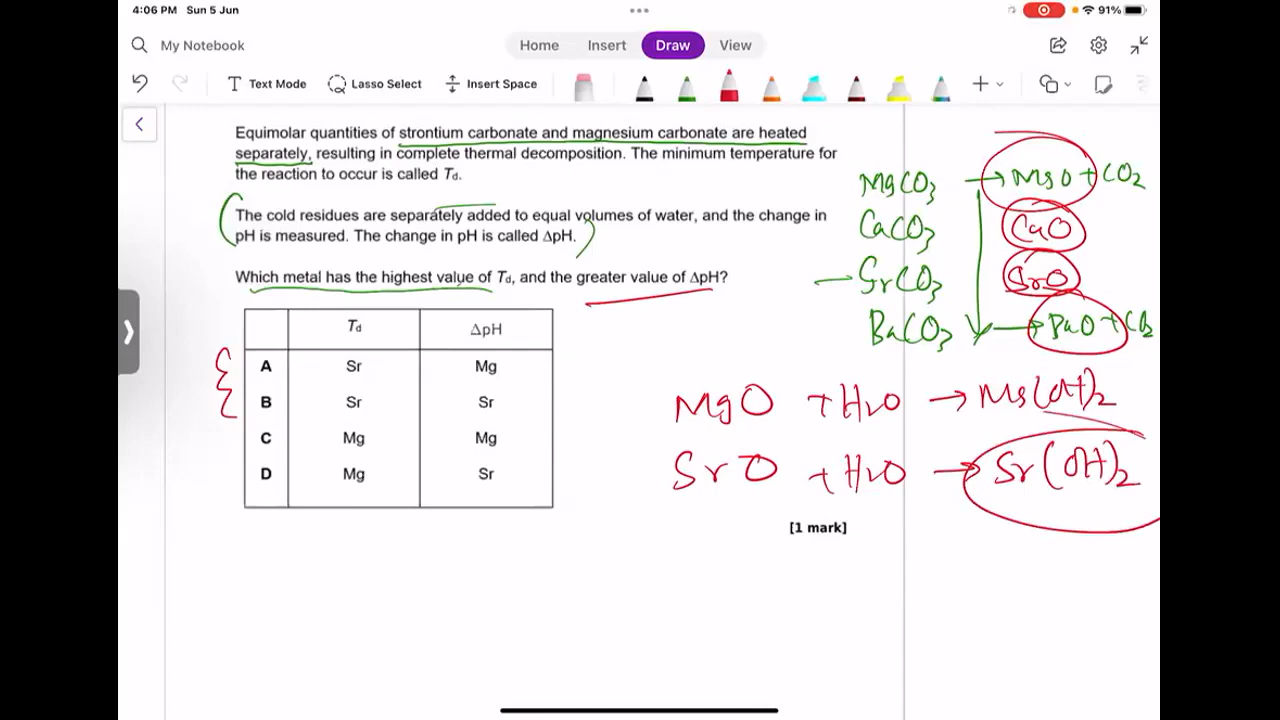 4:06 PM Sun 5 Jun
91%
My Notebook
Home Insert Draw View
Text Mode Lasso Select Insert Space
Equimolar quantities of strontium carbonate and magnesium carbonate are heated
separately, resulting in complete thermal decomposition. The minimum temperature for
the reaction to occur is called Td.
The cold residues are separately added to equal volumes of water, and the change in
pH is measured. The change in pH is called ΔpH.
Which metal has the highest value of Td, and the greater value of ΔpH?
Td ΔpH
A Sr Mg
B Sr Sr
C Mg Mg
D Mg Sr
[1 mark]
MgCO3 → MgO + CO2
CaCO3 CaO
SrCO3 SrO
BaCO3 → BaO + CO2
MgO + H2O → Mg(OH)2
SrO + H2O → Sr(OH)2